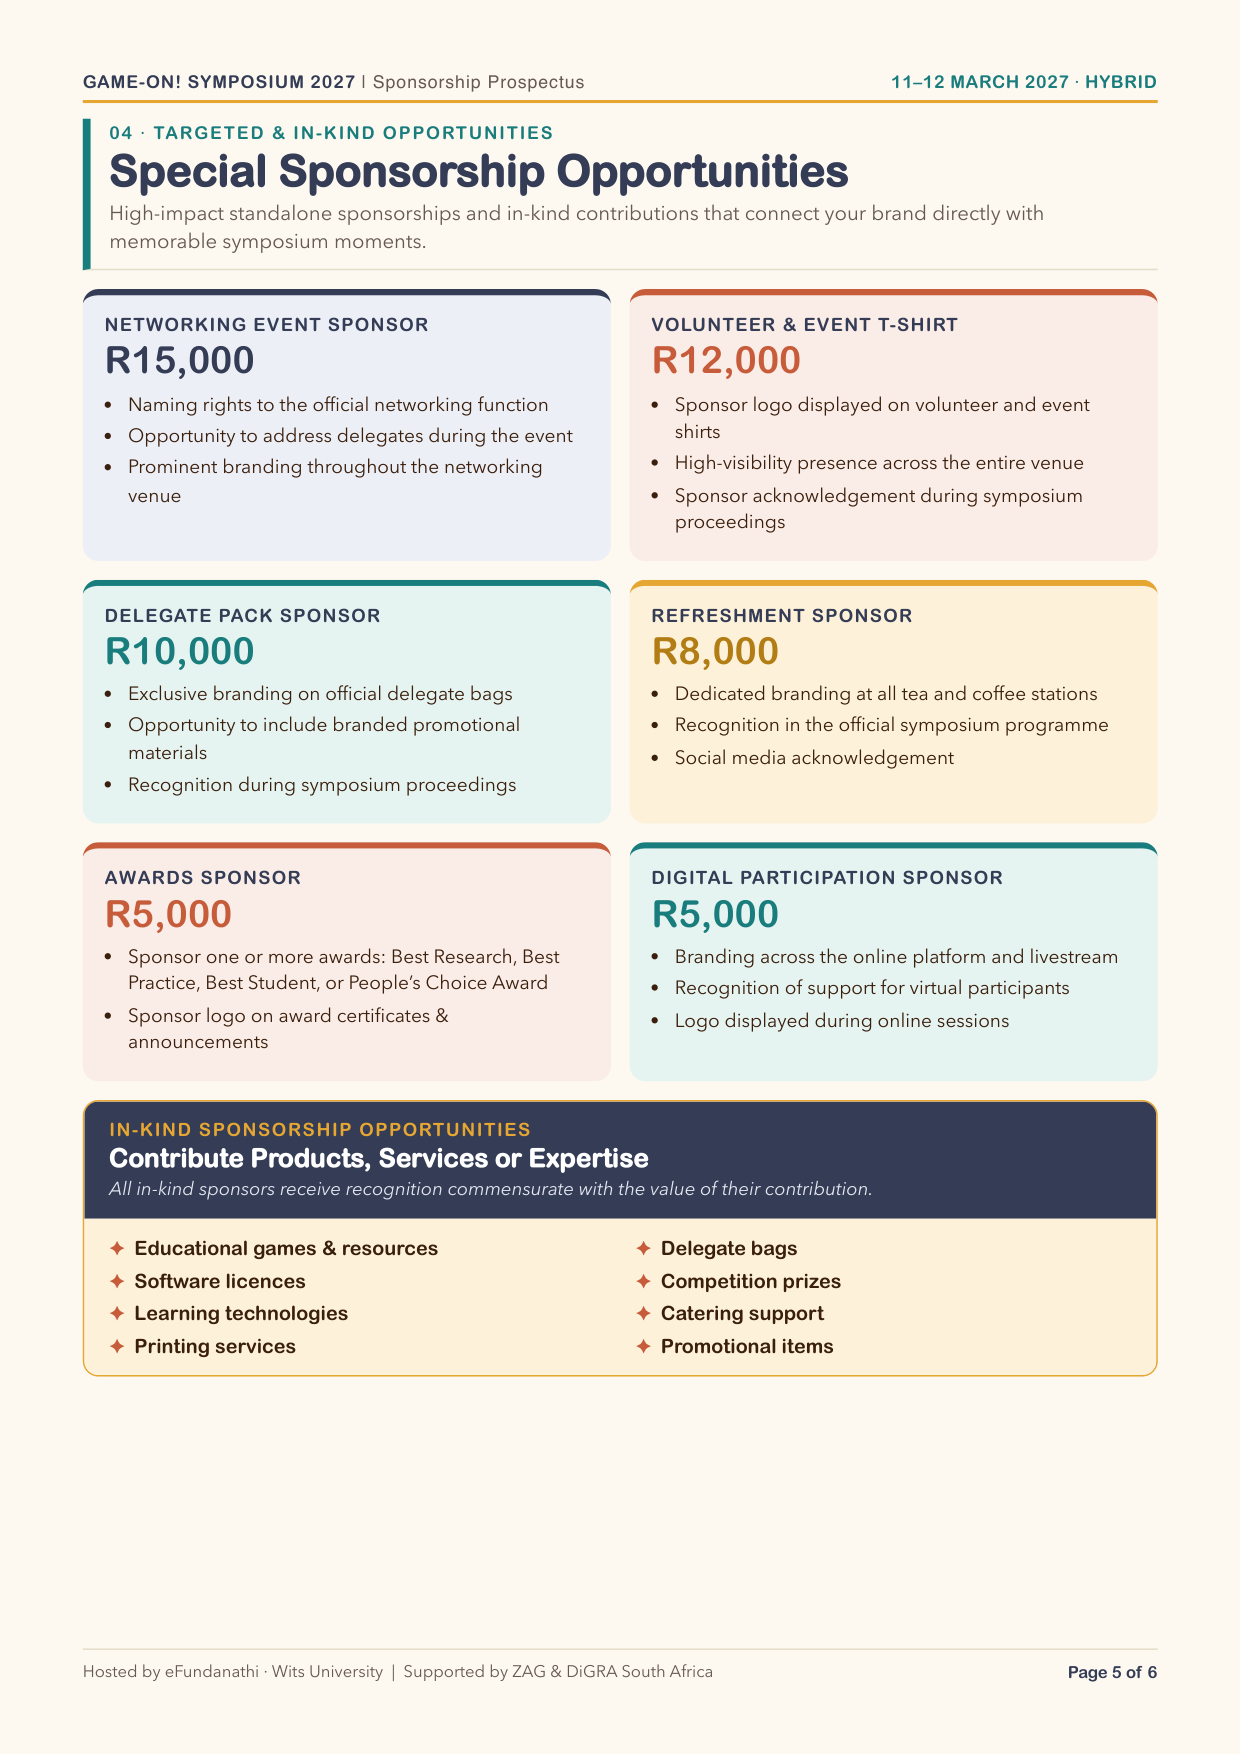 GAME-ON! SYMPOSIUM 2027 | Sponsorship Prospectus
11–12 MARCH 2027 · HYBRID
04 · TARGETED & IN-KIND OPPORTUNITIES
Special Sponsorship Opportunities
High-impact standalone sponsorships and in-kind contributions that connect your brand directly with
memorable symposium moments.
NETWORKING EVENT SPONSOR
R15,000
• Naming rights to the official networking function
• Opportunity to address delegates during the event
• Prominent branding throughout the networking
venue
VOLUNTEER & EVENT T-SHIRT
R12,000
• Sponsor logo displayed on volunteer and event
shirts
• High-visibility presence across the entire venue
• Sponsor acknowledgement during symposium
proceedings
DELEGATE PACK SPONSOR
R10,000
• Exclusive branding on official delegate bags
• Opportunity to include branded promotional
materials
• Recognition during symposium proceedings
REFRESHMENT SPONSOR
R8,000
• Dedicated branding at all tea and coffee stations
• Recognition in the official symposium programme
• Social media acknowledgement
AWARDS SPONSOR
R5,000
• Sponsor one or more awards: Best Research, Best
Practice, Best Student, or People’s Choice Award
• Sponsor logo on award certificates &
announcements
DIGITAL PARTICIPATION SPONSOR
R5,000
• Branding across the online platform and livestream
• Recognition of support for virtual participants
• Logo displayed during online sessions
IN-KIND SPONSORSHIP OPPORTUNITIES
Contribute Products, Services or Expertise
All in-kind sponsors receive recognition commensurate with the value of their contribution.
✦ Educational games & resources
✦ Software licences
✦ Learning technologies
✦ Printing services
✦ Delegate bags
✦ Competition prizes
✦ Catering support
✦ Promotional items
Hosted by eFundanathi · Wits University | Supported by ZAG & DiGRA South Africa
Page 5 of 6